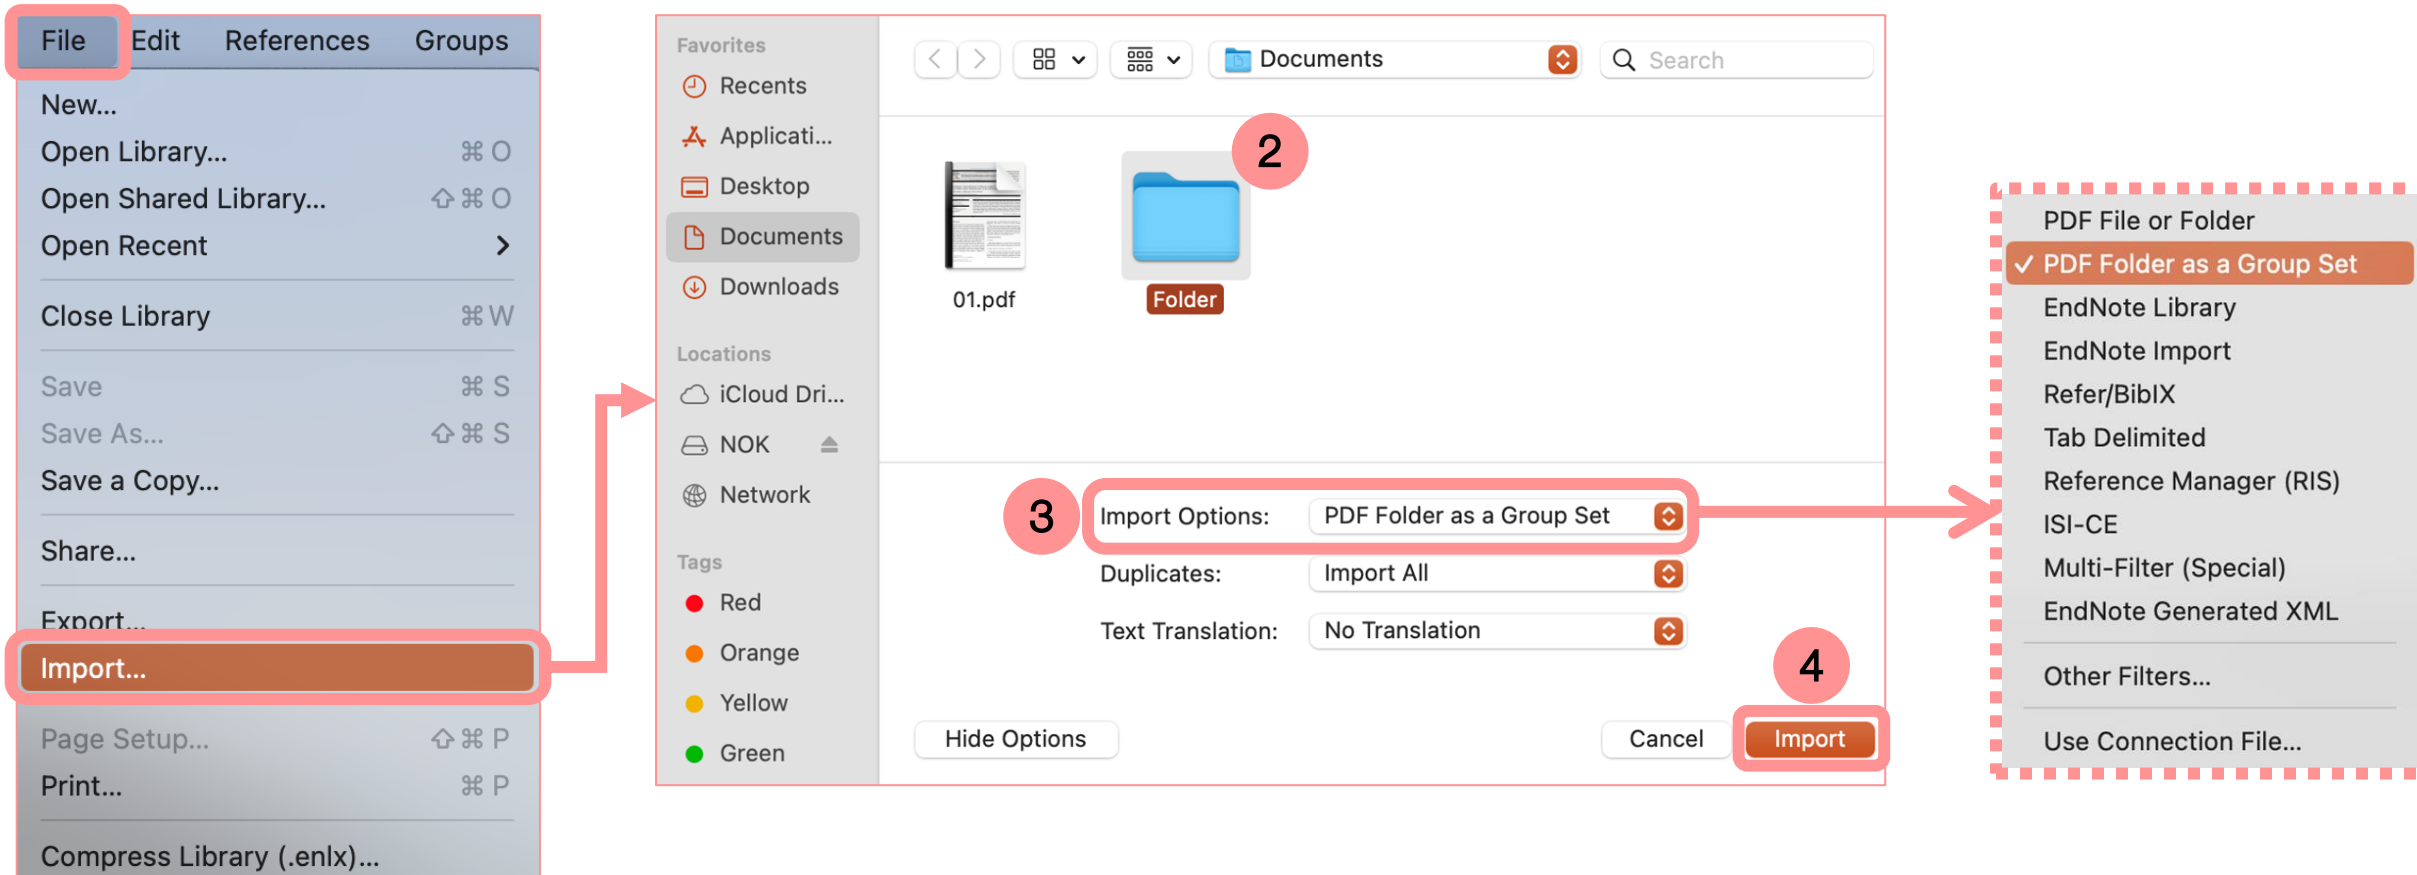 File Edit References Groups
New...
Open Library... ⌘ O
Open Shared Library... ⇧ ⌘ O
Open Recent
Close Library ⌘ W
Save ⌘ S
Save As... ⇧ ⌘ S
Save a Copy...
Share...
Export...
Import...
Page Setup... ⇧ ⌘ P
Print... ⌘ P
Compress Library (.enlx)...
Favorites
Recents
Applicati...
Desktop
Documents
Downloads
Locations
iCloud Dri...
NOK
Network
Tags
Red
Orange
Yellow
Green
Documents
Search
2
01.pdf
Folder
3
Import Options: PDF Folder as a Group Set
Duplicates: Import All
Text Translation: No Translation
4
Hide Options
Cancel
Import
PDF File or Folder
✓ PDF Folder as a Group Set
EndNote Library
EndNote Import
Refer/BibIX
Tab Delimited
Reference Manager (RIS)
ISI-CE
Multi-Filter (Special)
EndNote Generated XML
Other Filters...
Use Connection File...